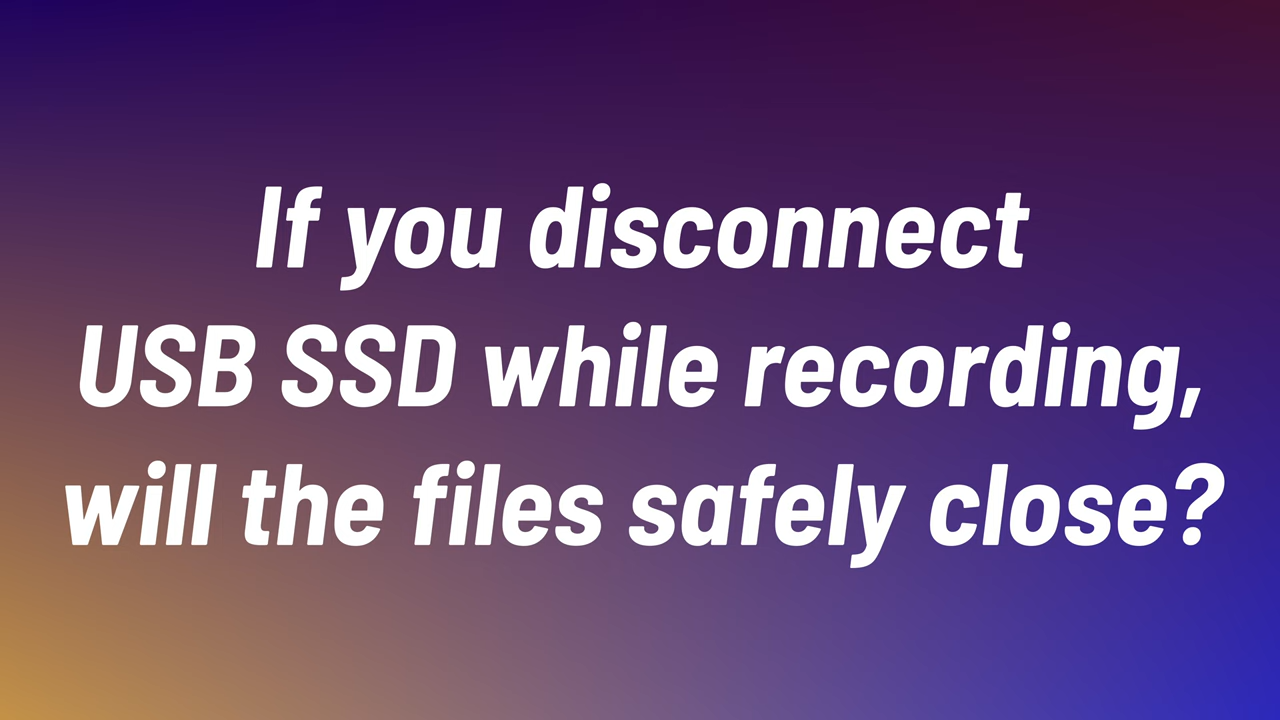 If you disconnect
USB SSD while recording,
will the files safely close?